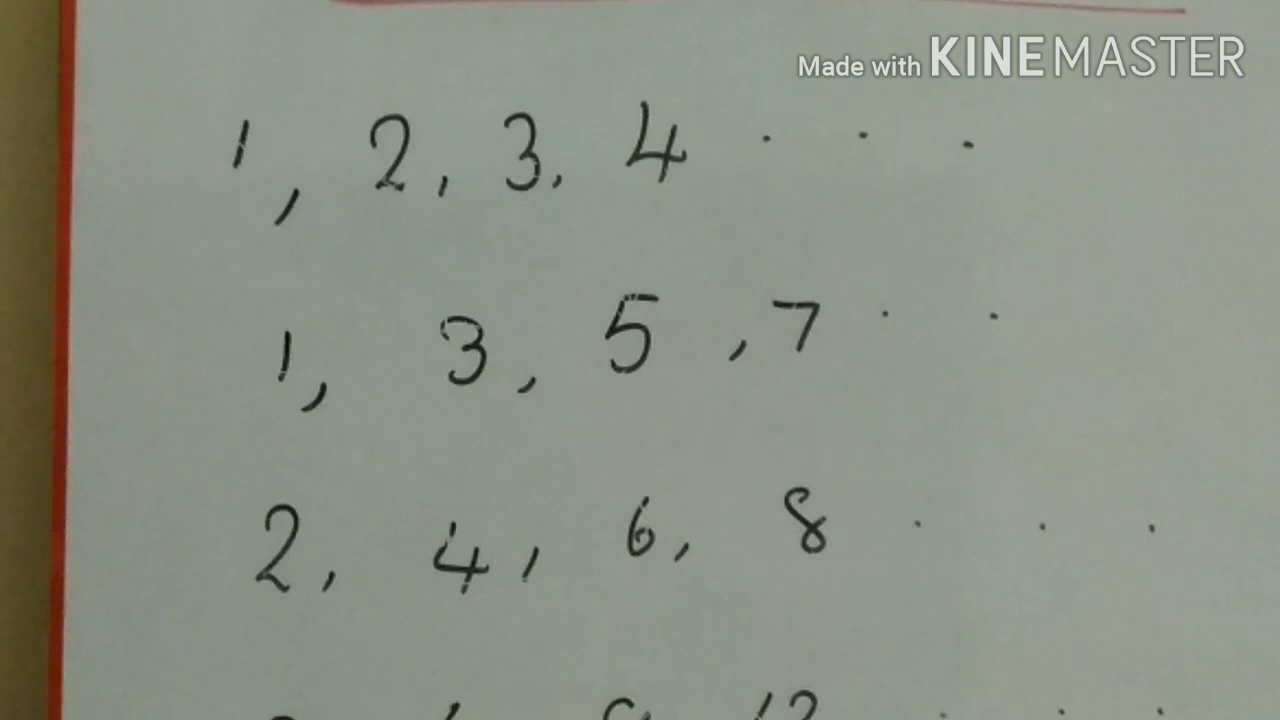 Made with KINEMASTER
1, 2, 3, 4 . . .
1, 3, 5, 7 . .
2, 4, 6, 8 . . .